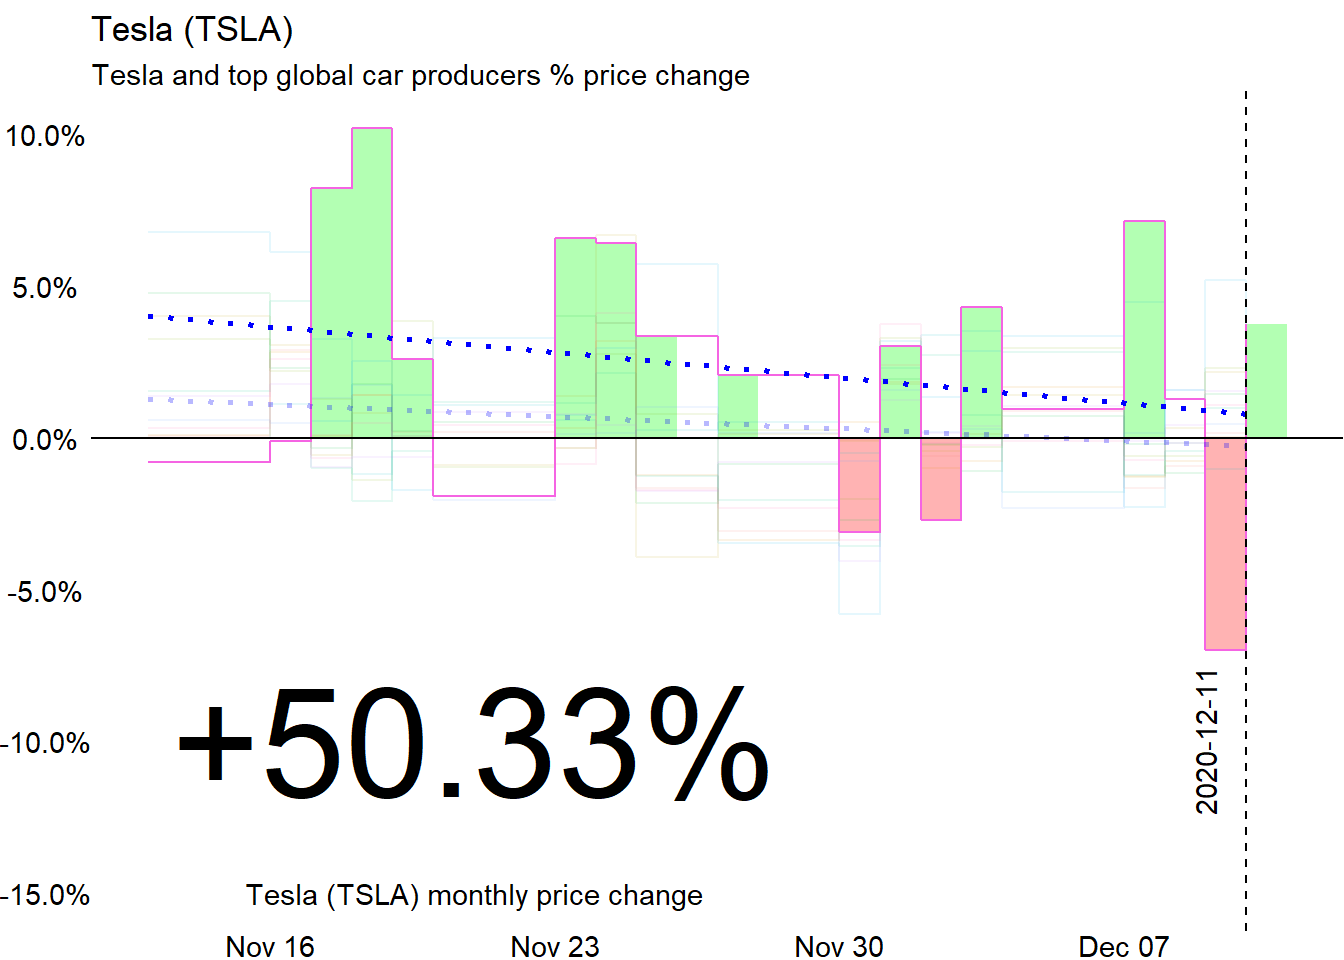 Tesla (TSLA)
Tesla and top global car producers % price change
10.0%
5.0%
0.0%
-5.0%
-10.0%
-15.0%
+50.33%
Tesla (TSLA) monthly price change
2020-12-11
Nov 16
Nov 23
Nov 30
Dec 07